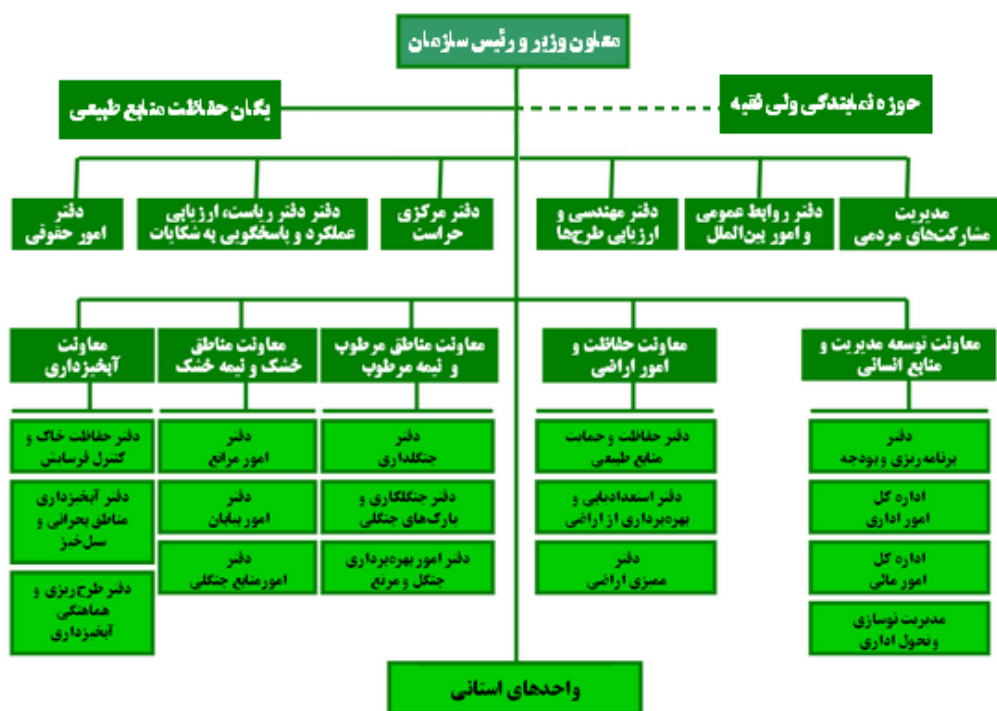 معاون وزیر و رئیس سازمان
حوزه نمایندگی ولی فقیه
یگان حفاظت منابع طبیعی
مدیریت
مشارکت‌های مردمی
دفتر روابط عمومی
و امور بین‌الملل
دفتر مهندسی و
ارزیابی طرح‌ها
دفتر مرکزی
حراست
دفتر دفتر ریاست، ارزیابی
عملکرد و پاسخگویی به شکایات
دفتر
امور حقوقی
معاونت توسعه مدیریت و
منابع انسانی
دفتر
برنامه‌ریزی و بودجه
اداره کل
امور اداری
اداره کل
امور مالی
مدیریت نوسازی
و تحول اداری
معاونت حفاظت و
امور اراضی
دفتر حفاظت و حمایت
منابع طبیعی
دفتر استعدادیابی و
بهره‌برداری از اراضی
دفتر
ممیزی اراضی
معاونت مناطق مرطوب
و نیمه مرطوب
دفتر
جنگلداری
دفتر جنگلکاری و
پارک‌های جنگلی
دفتر امور بهره‌برداری
جنگل و مرتع
معاونت مناطق
خشک و نیمه خشک
دفتر
امور مراتع
دفتر
امور بیابان
دفتر
امور منابع جنگلی
معاونت
آبخیزداری
دفتر حفاظت خاک و
کنترل فرسایش
دفتر آبخیزداری
مناطق بحرانی و
سیل‌خیز
دفتر طرح‌ریزی و
هماهنگی
آبخیزداری
واحدهای استانی